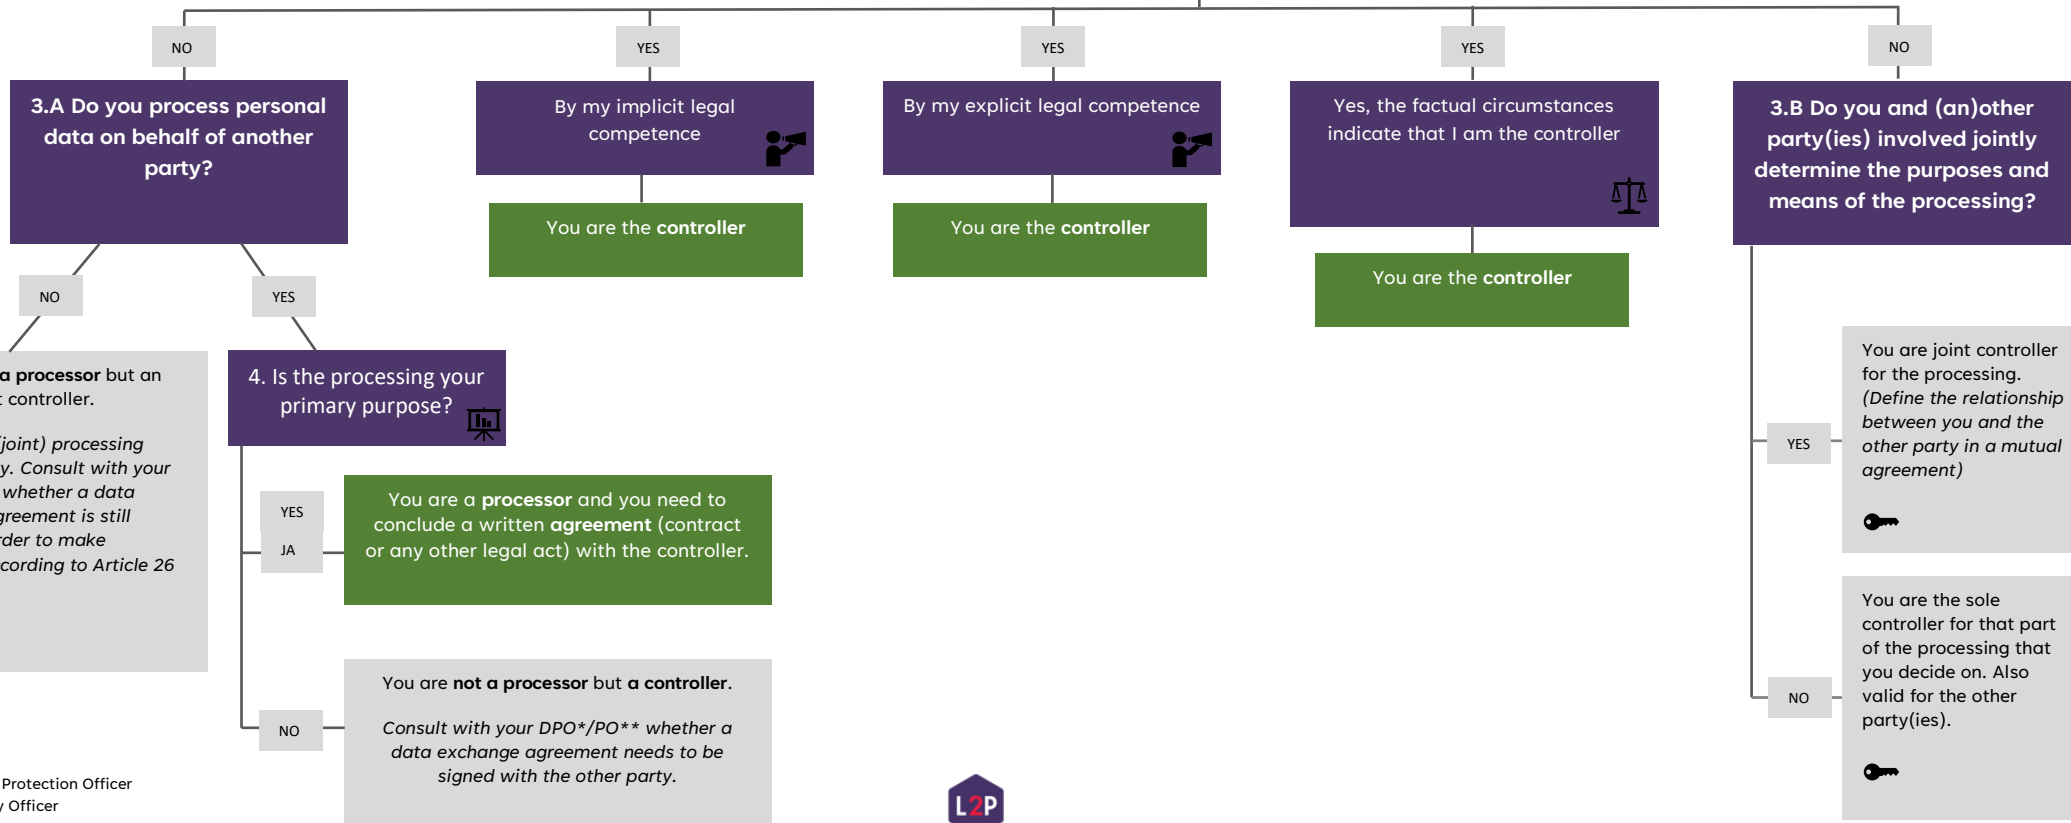 NO
YES
YES
YES
NO
3.A Do you process personal
data on behalf of another
party?
By my implicit legal
competence
By my explicit legal competence
Yes, the factual circumstances
indicate that I am the controller
3.B Do you and (an)other
party(ies) involved jointly
determine the purposes and
means of the processing?
You are the controller
You are the controller
You are the controller
NO
YES
a processor but an
controller.
(joint) processing
Consult with your
whether a data
agreement is still
order to make
according to Article 26
4. Is the processing your
primary purpose?
YES
JA
You are a processor and you need to
conclude a written agreement (contract
or any other legal act) with the controller.
NO
You are not a processor but a controller.
Consult with your DPO*/PO** whether a
data exchange agreement needs to be
signed with the other party.
YES
You are joint controller
for the processing.
(Define the relationship
between you and the
other party in a mutual
agreement)
NO
You are the sole
controller for that part
of the processing that
you decide on. Also
valid for the other
party(ies).
Protection Officer
Officer
L2P